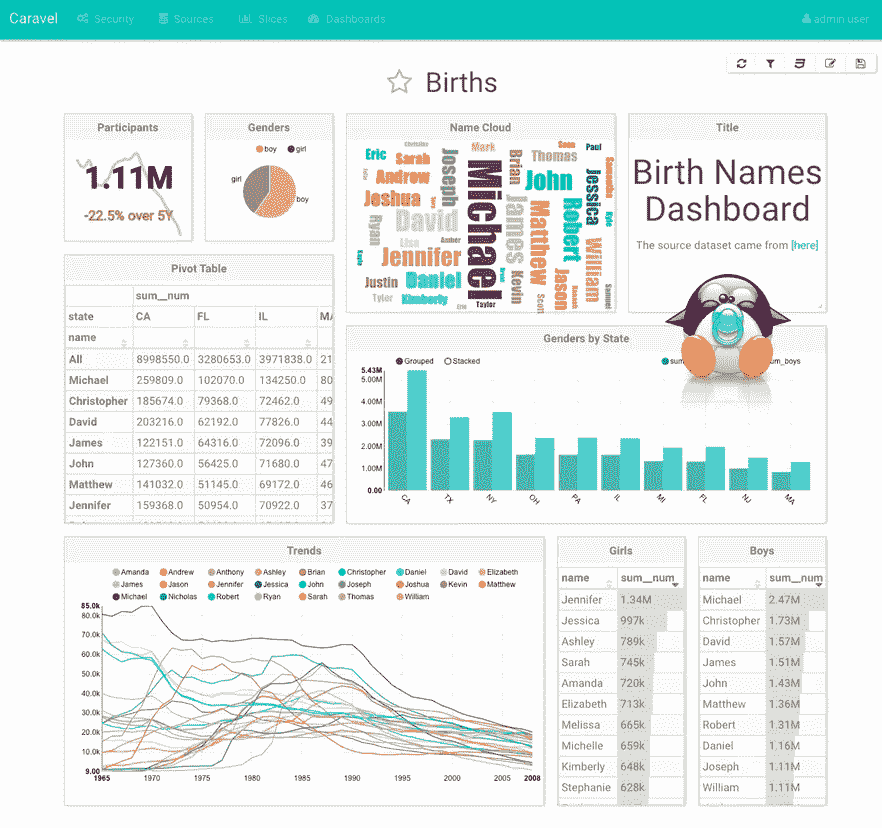 Caravel Security Sources Slices Dashboards admin user
Births
Participants
1.11M
-22.5% over 5Y
Genders
boy girl
girl
boy
Name Cloud
Christine
Mark
Sean
Paul
Eric
Sarah
Joseph
Brian
Thomas
Samantha
Andrew
Michael
John
Jessica
Joshua
David
James
Matthew
Robert
Kyle
Ryan
Lisa
Amber
William
Jennifer
Kayla
Justin
Daniel
Kevin
Jason
Hannah
Tyler
Kimberly
Eric
Taylor
Scott
Samuel
Title
Birth Names
Dashboard
The source dataset came from [here]
Pivot Table
sum__num
state CA FL IL MA
name
All 8998550.0 3280653.0 3971838.0 21
Michael 259809.0 102070.0 134250.0 80
Christopher 185674.0 79368.0 72462.0 49
David 203216.0 62192.0 77826.0 44
James 122151.0 64316.0 72096.0 39
John 127360.0 56425.0 71680.0 47
Matthew 141032.0 51145.0 69172.0 46
Jennifer 159368.0 50954.0 70922.0 37
Genders by State
Grouped Stacked sum um_boys
5.43M
5.00M
4.00M
3.00M
2.00M
1.00M
0.00
CA TX NY OH PA IL MI FL NJ MA
Trends
Amanda Andrew Anthony Ashley Brian Christopher Daniel David Elizabeth
James Jason Jennifer Jessica John Joseph Joshua Kevin Matthew
Michael Nicholas Robert Ryan Sarah Thomas William
85.0k
80.0k
70.0k
60.0k
50.0k
40.0k
30.0k
20.0k
10.0k
9.00
1965 1970 1975 1980 1985 1990 1995 2000 2005 2008
Girls
name sum__num
Jennifer 1.34M
Jessica 997k
Ashley 789k
Sarah 745k
Amanda 720k
Elizabeth 713k
Melissa 665k
Michelle 659k
Kimberly 648k
Stephanie 628k
Boys
name sum__num
Michael 2.47M
Christopher 1.73M
David 1.57M
James 1.51M
John 1.43M
Matthew 1.36M
Robert 1.31M
Daniel 1.16M
Joseph 1.11M
William 1.11M